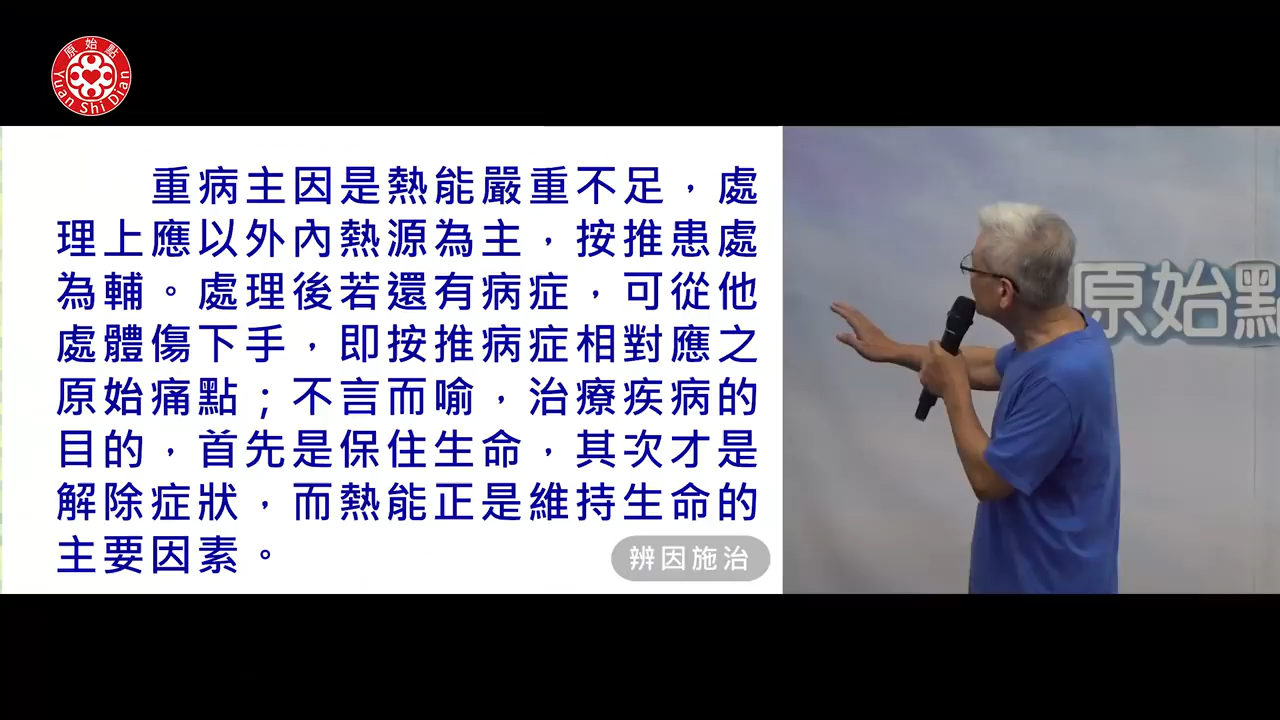 原始點
Yuan Shi Dian
重病主因是熱能嚴重不足，處
理上應以外內熱源為主，按推患處
為輔。處理後若還有病症，可從他
處體傷下手，即按推病症相對應之
原始痛點；不言而喻，治療疾病的
目的，首先是保住生命，其次才是
解除症狀，而熱能正是維持生命的
主要因素。
辨因施治
原始點